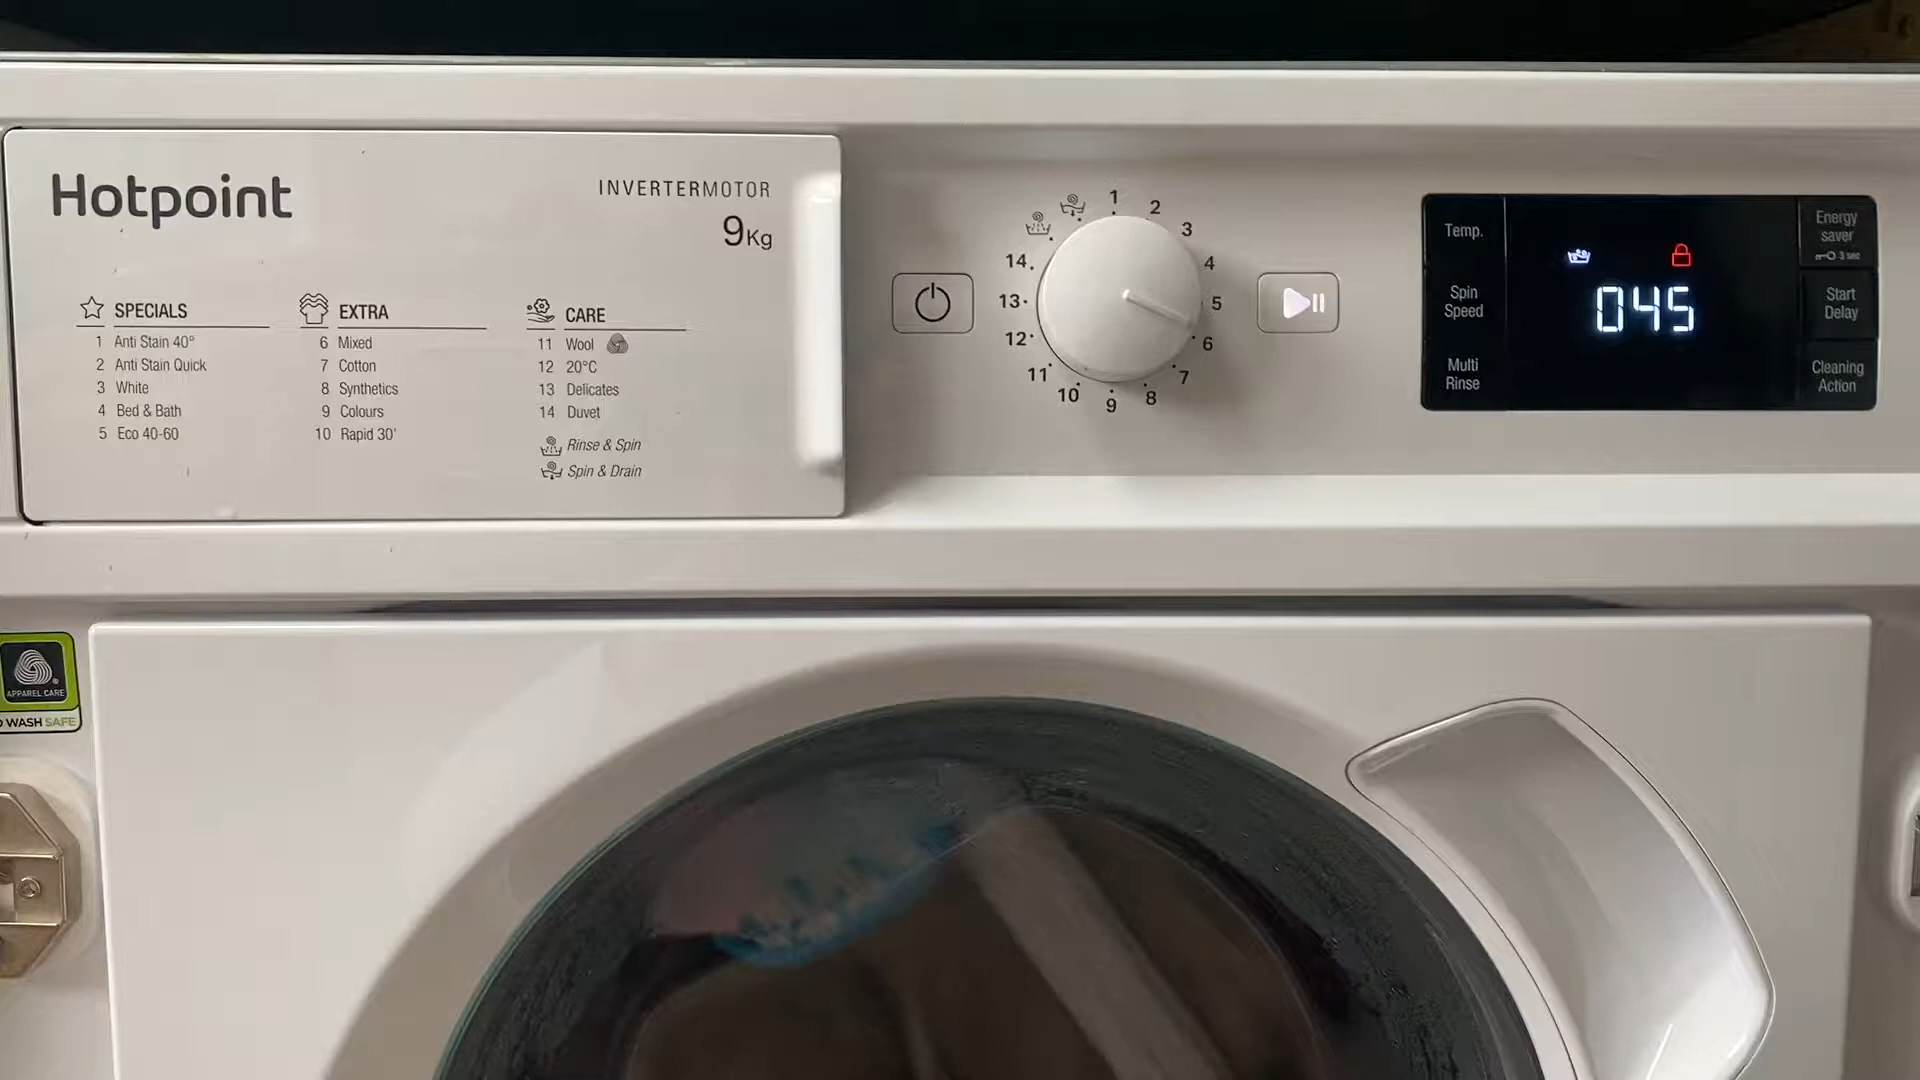 Hotpoint
INVERTERMOTOR
9Kg
SPECIALS
1 Anti Stain 40°
2 Anti Stain Quick
3 White
4 Bed & Bath
5 Eco 40-60
EXTRA
6 Mixed
7 Cotton
8 Synthetics
9 Colours
10 Rapid 30'
CARE
11 Wool
12 20°C
13 Delicates
14 Duvet
Rinse & Spin
Spin & Drain
1
2
3
4
5
6
7
8
9
10
11
12
13
14
Temp.
Spin
Speed
Multi
Rinse
045
Energy
saver
3 sec
Start
Delay
Cleaning
Action
APPAREL CARE
WASH SAFE